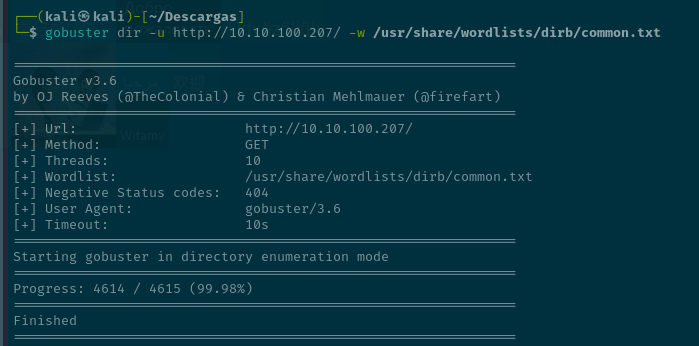 ┌──(kali㉿kali)-[~/Descargas]
└─$ gobuster dir -u http://10.10.100.207/ -w /usr/share/wordlists/dirb/common.txt
===============================================================
Gobuster v3.6
by OJ Reeves (@TheColonial) & Christian Mehlmauer (@firefart)
===============================================================
[+] Url:                     http://10.10.100.207/
[+] Method:                  GET
[+] Threads:                 10
[+] Wordlist:                /usr/share/wordlists/dirb/common.txt
[+] Negative Status codes:   404
[+] User Agent:              gobuster/3.6
[+] Timeout:                 10s
===============================================================
Starting gobuster in directory enumeration mode
===============================================================
Progress: 4614 / 4615 (99.98%)
===============================================================
Finished
===============================================================